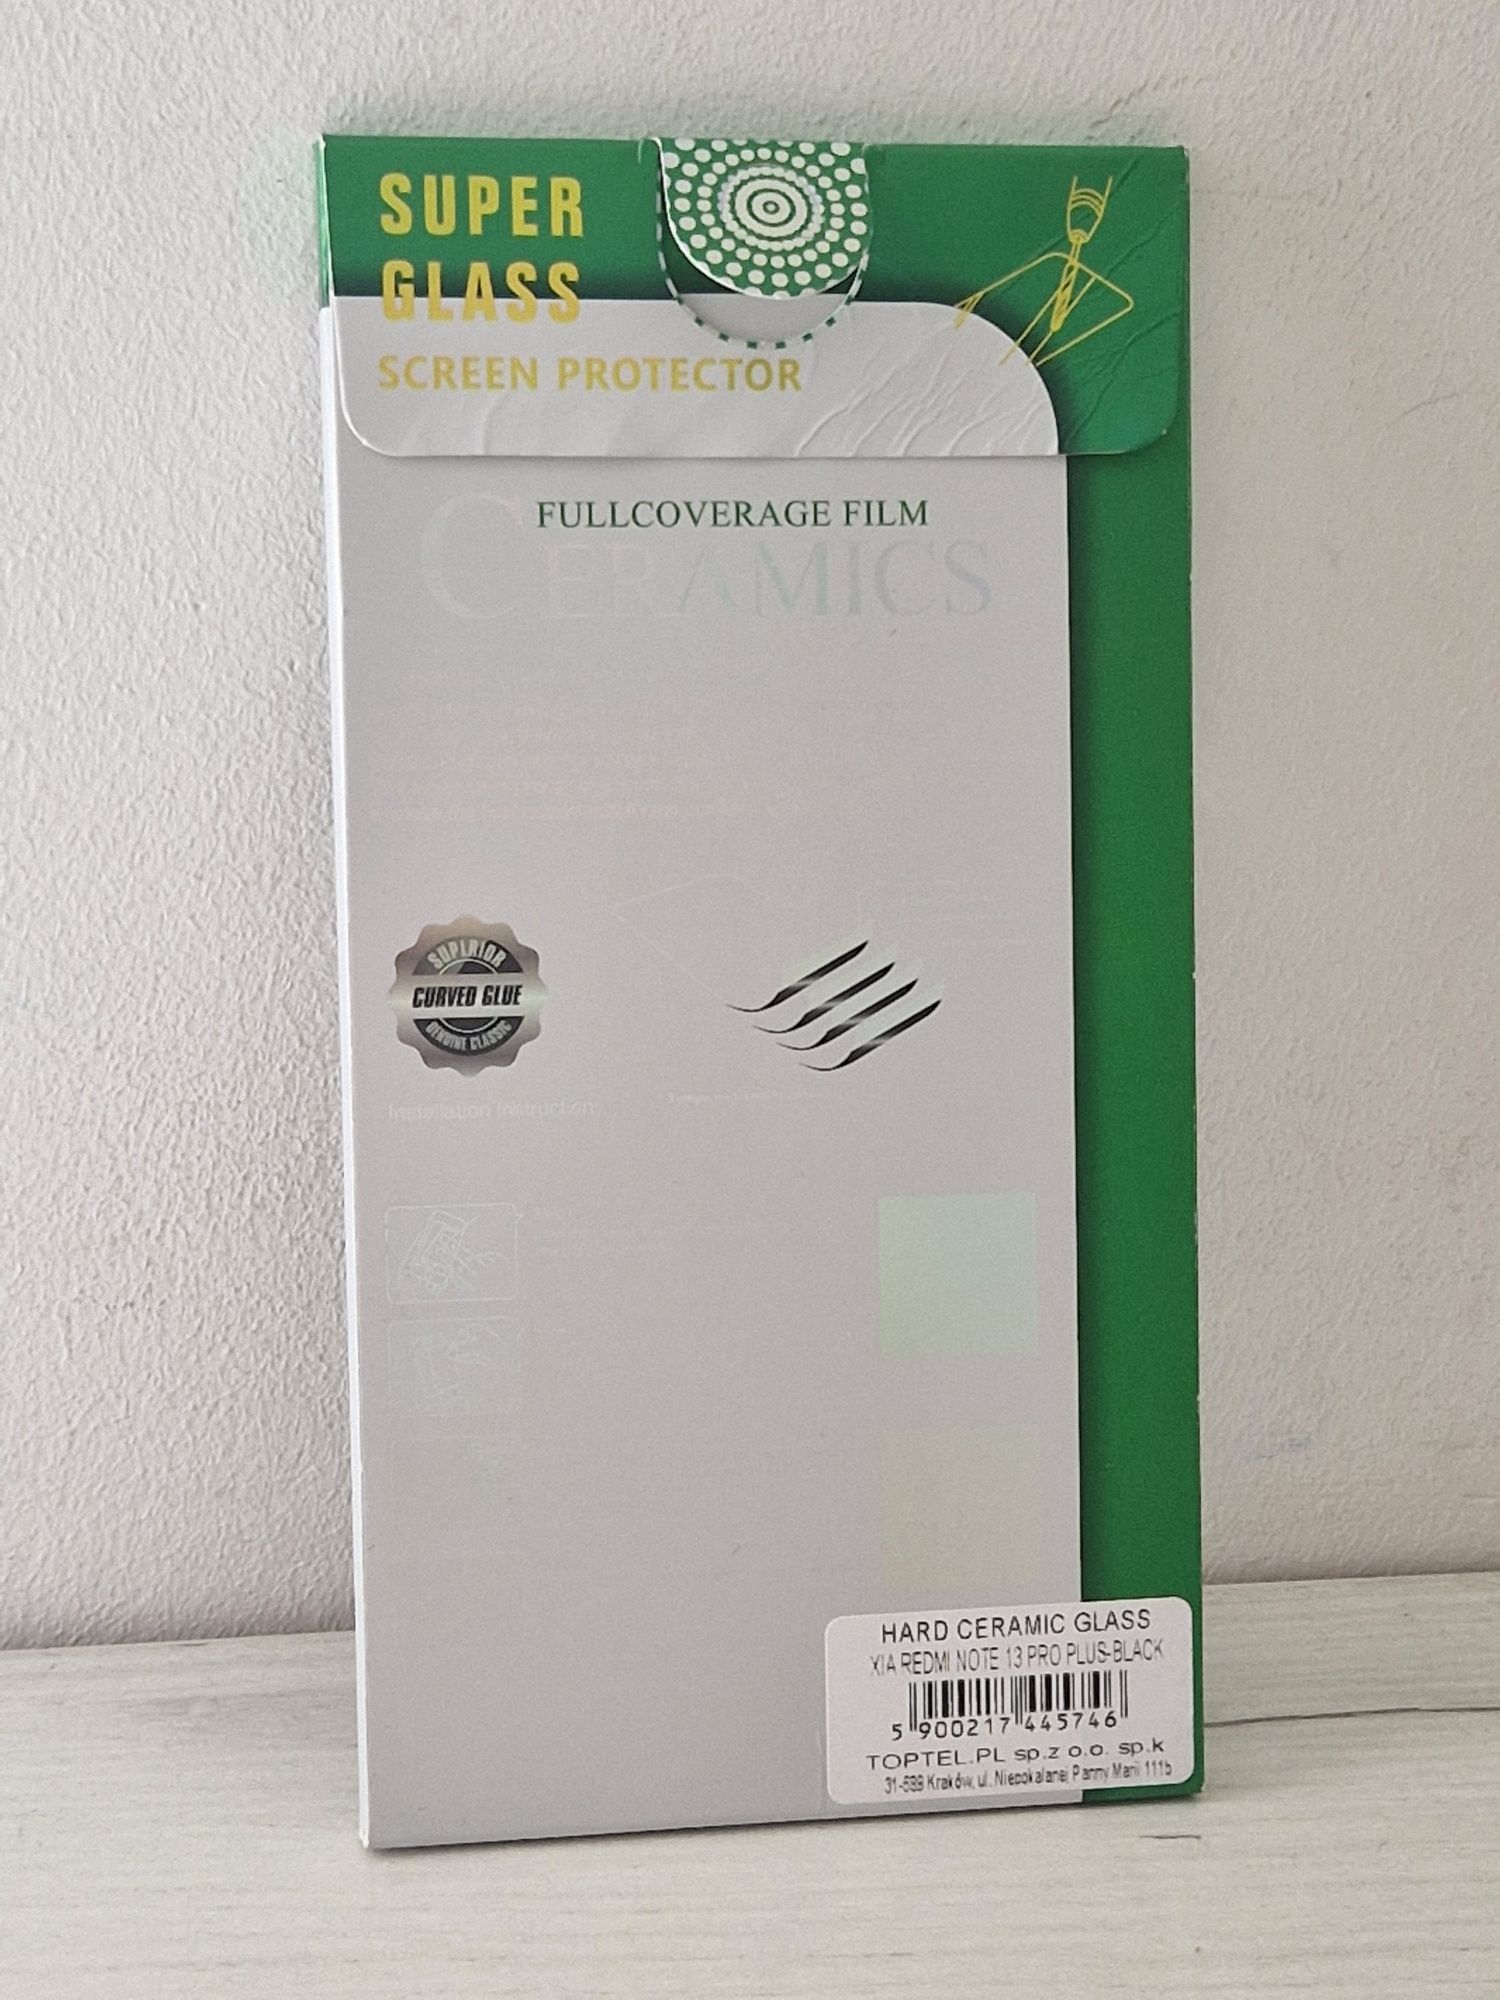 SUPER
GLASS
SCREEN PROTECTOR
FULLCOVERAGE FILM
CERAMICS
SUPERIOR
CURVED GLUE
GENUINE CLASSIC
Installation Instruction
HARD CERAMIC GLASS
XIA REDMI NOTE 13 PRO PLUS-BLACK
5 900217 445746
TOPTEL.PL sp.z o.o. sp.k
Kraków, ul. Niepokalanej Panny Marii 111b